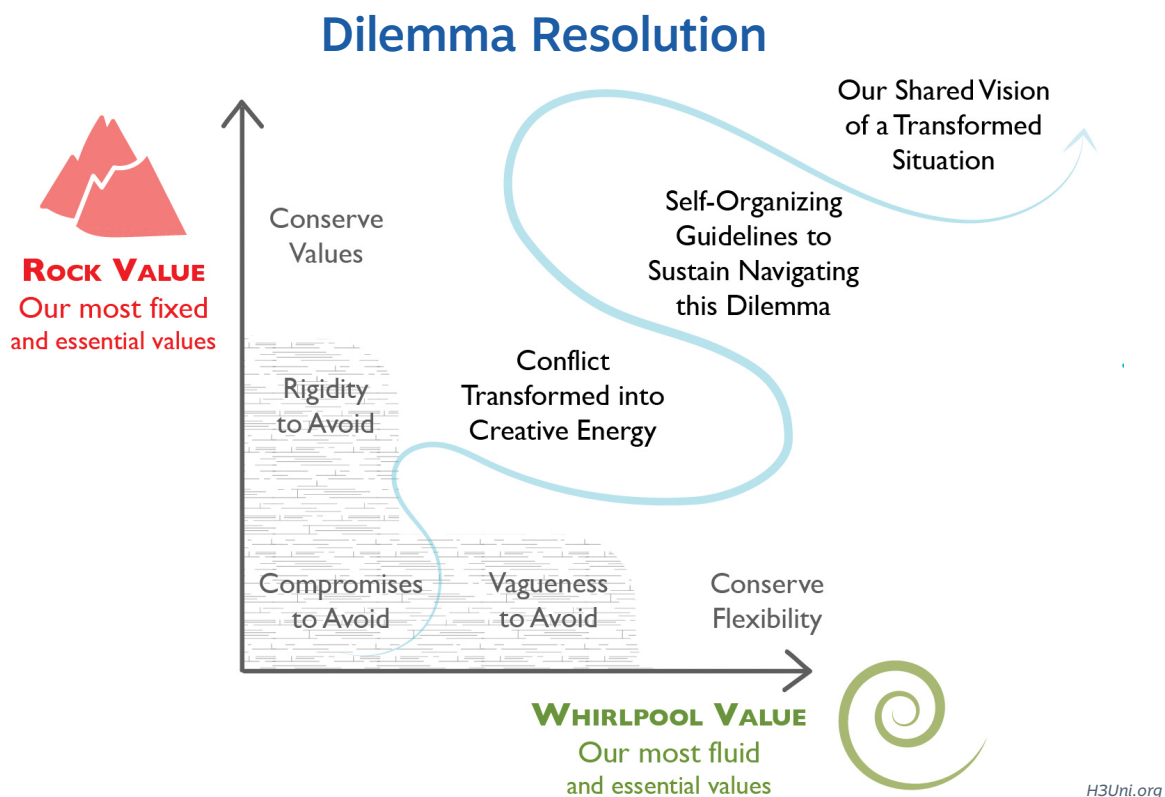 Dilemma Resolution
Our Shared Vision
of a Transformed
Situation
Self-Organizing
Guidelines to
Sustain Navigating
this Dilemma
Conserve
Values
ROCK VALUE
Our most fixed
and essential values
Conflict
Transformed into
Creative Energy
Rigidity
to Avoid
Compromises
to Avoid
Vagueness
to Avoid
Conserve
Flexibility
WHIRLPOOL VALUE
Our most fluid
and essential values
H3Uni.org